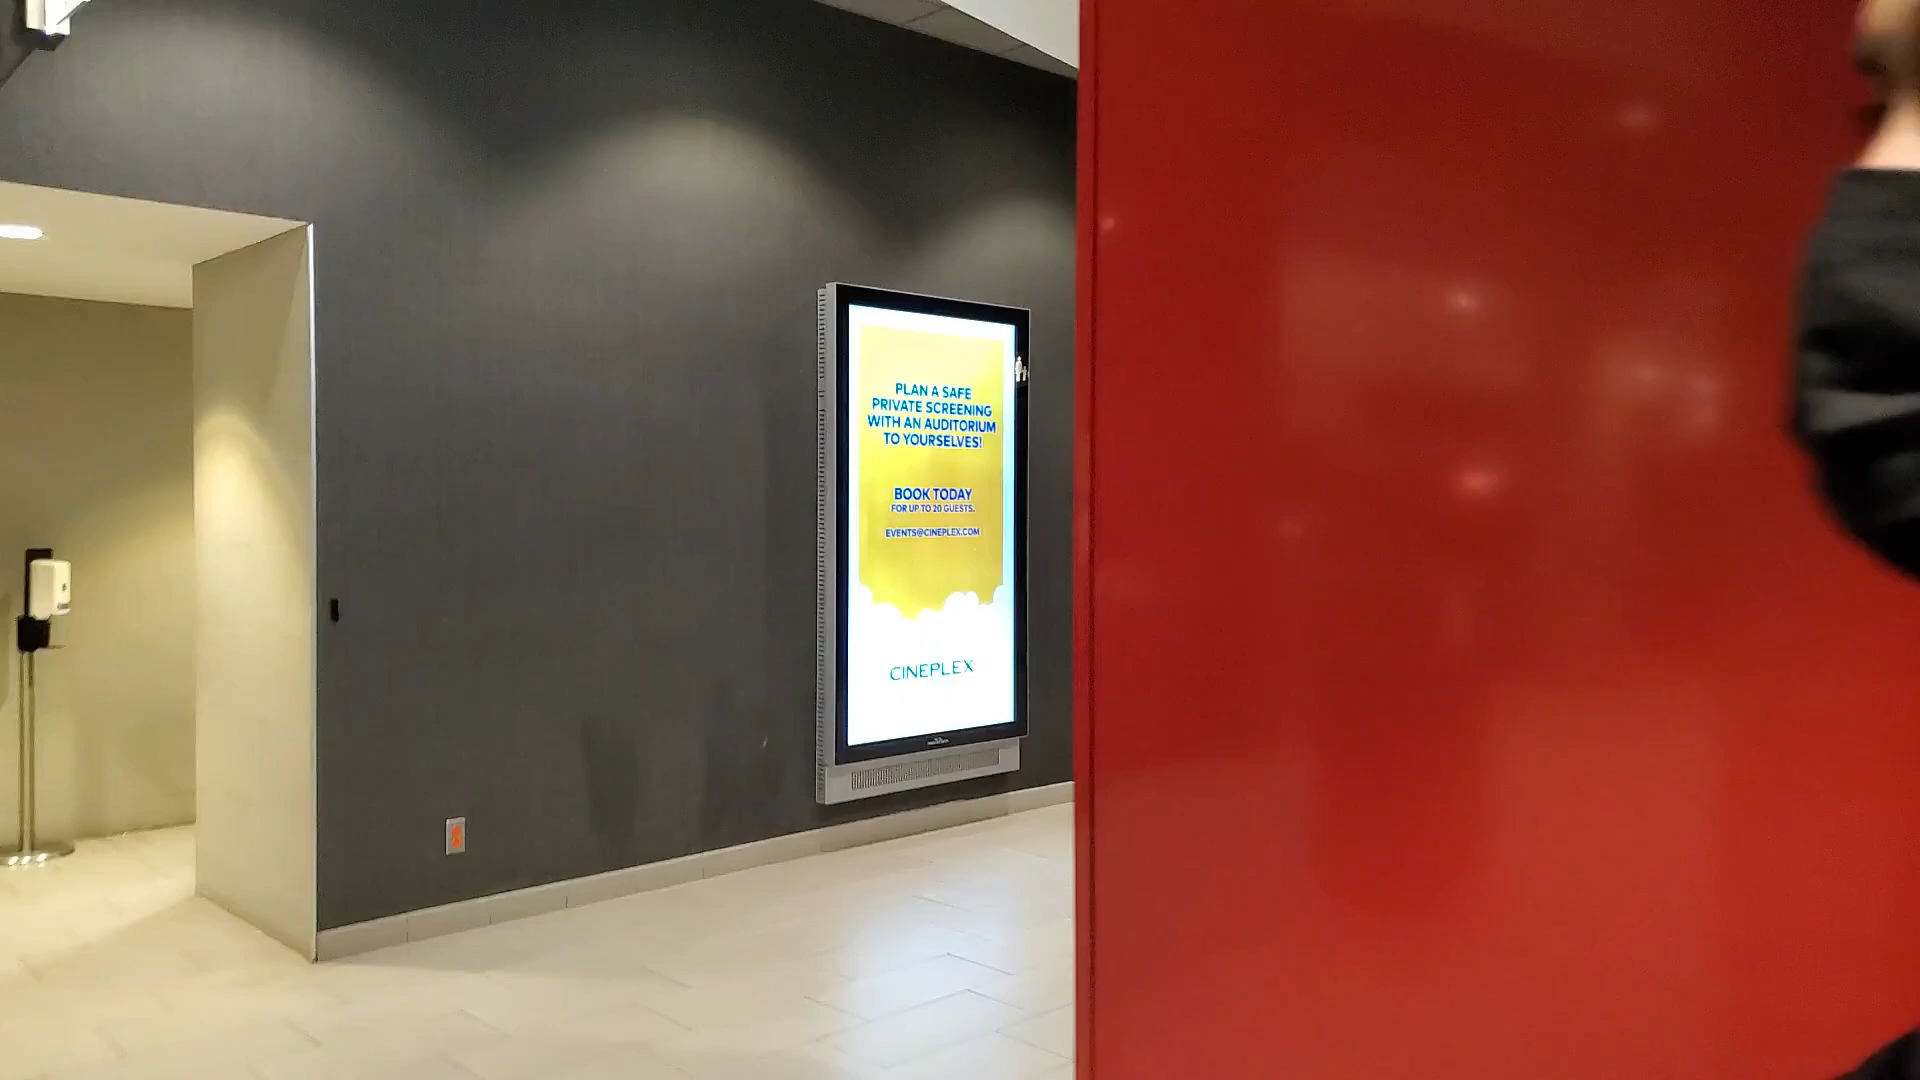 PLAN A SAFE
PRIVATE SCREENING
WITH AN AUDITORIUM
TO YOURSELVES!
BOOK TODAY
FOR UP TO 20 GUESTS.
EVENTS@CINEPLEX.COM
CINEPLEX